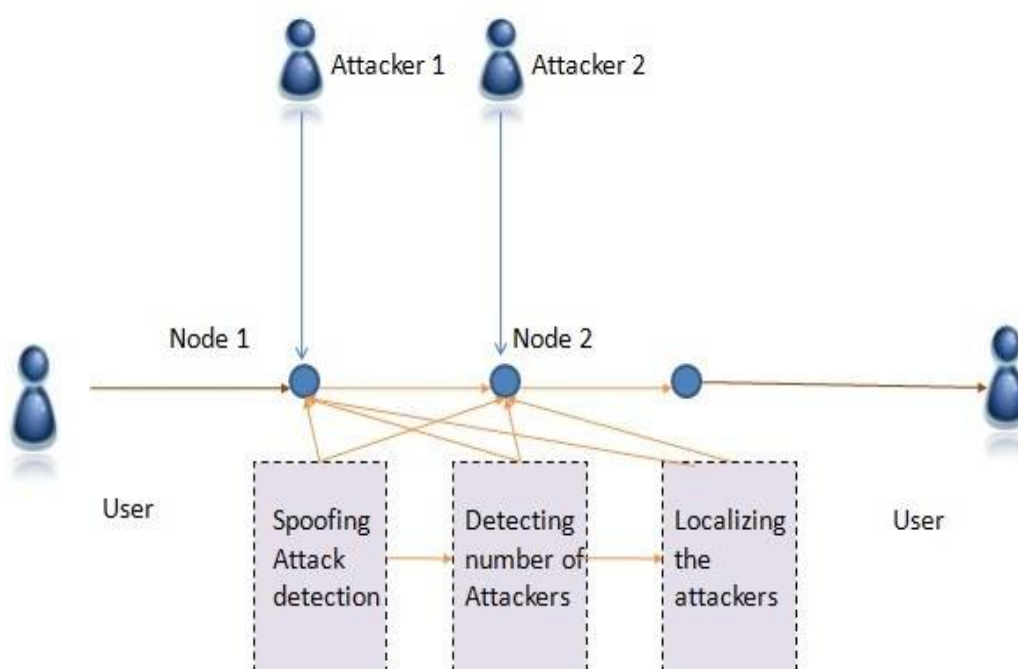 Attacker 1
Attacker 2
Node 1
Node 2
User
User
Spoofing
Attack
detection
Detecting
number of
Attackers
Localizing
the
attackers